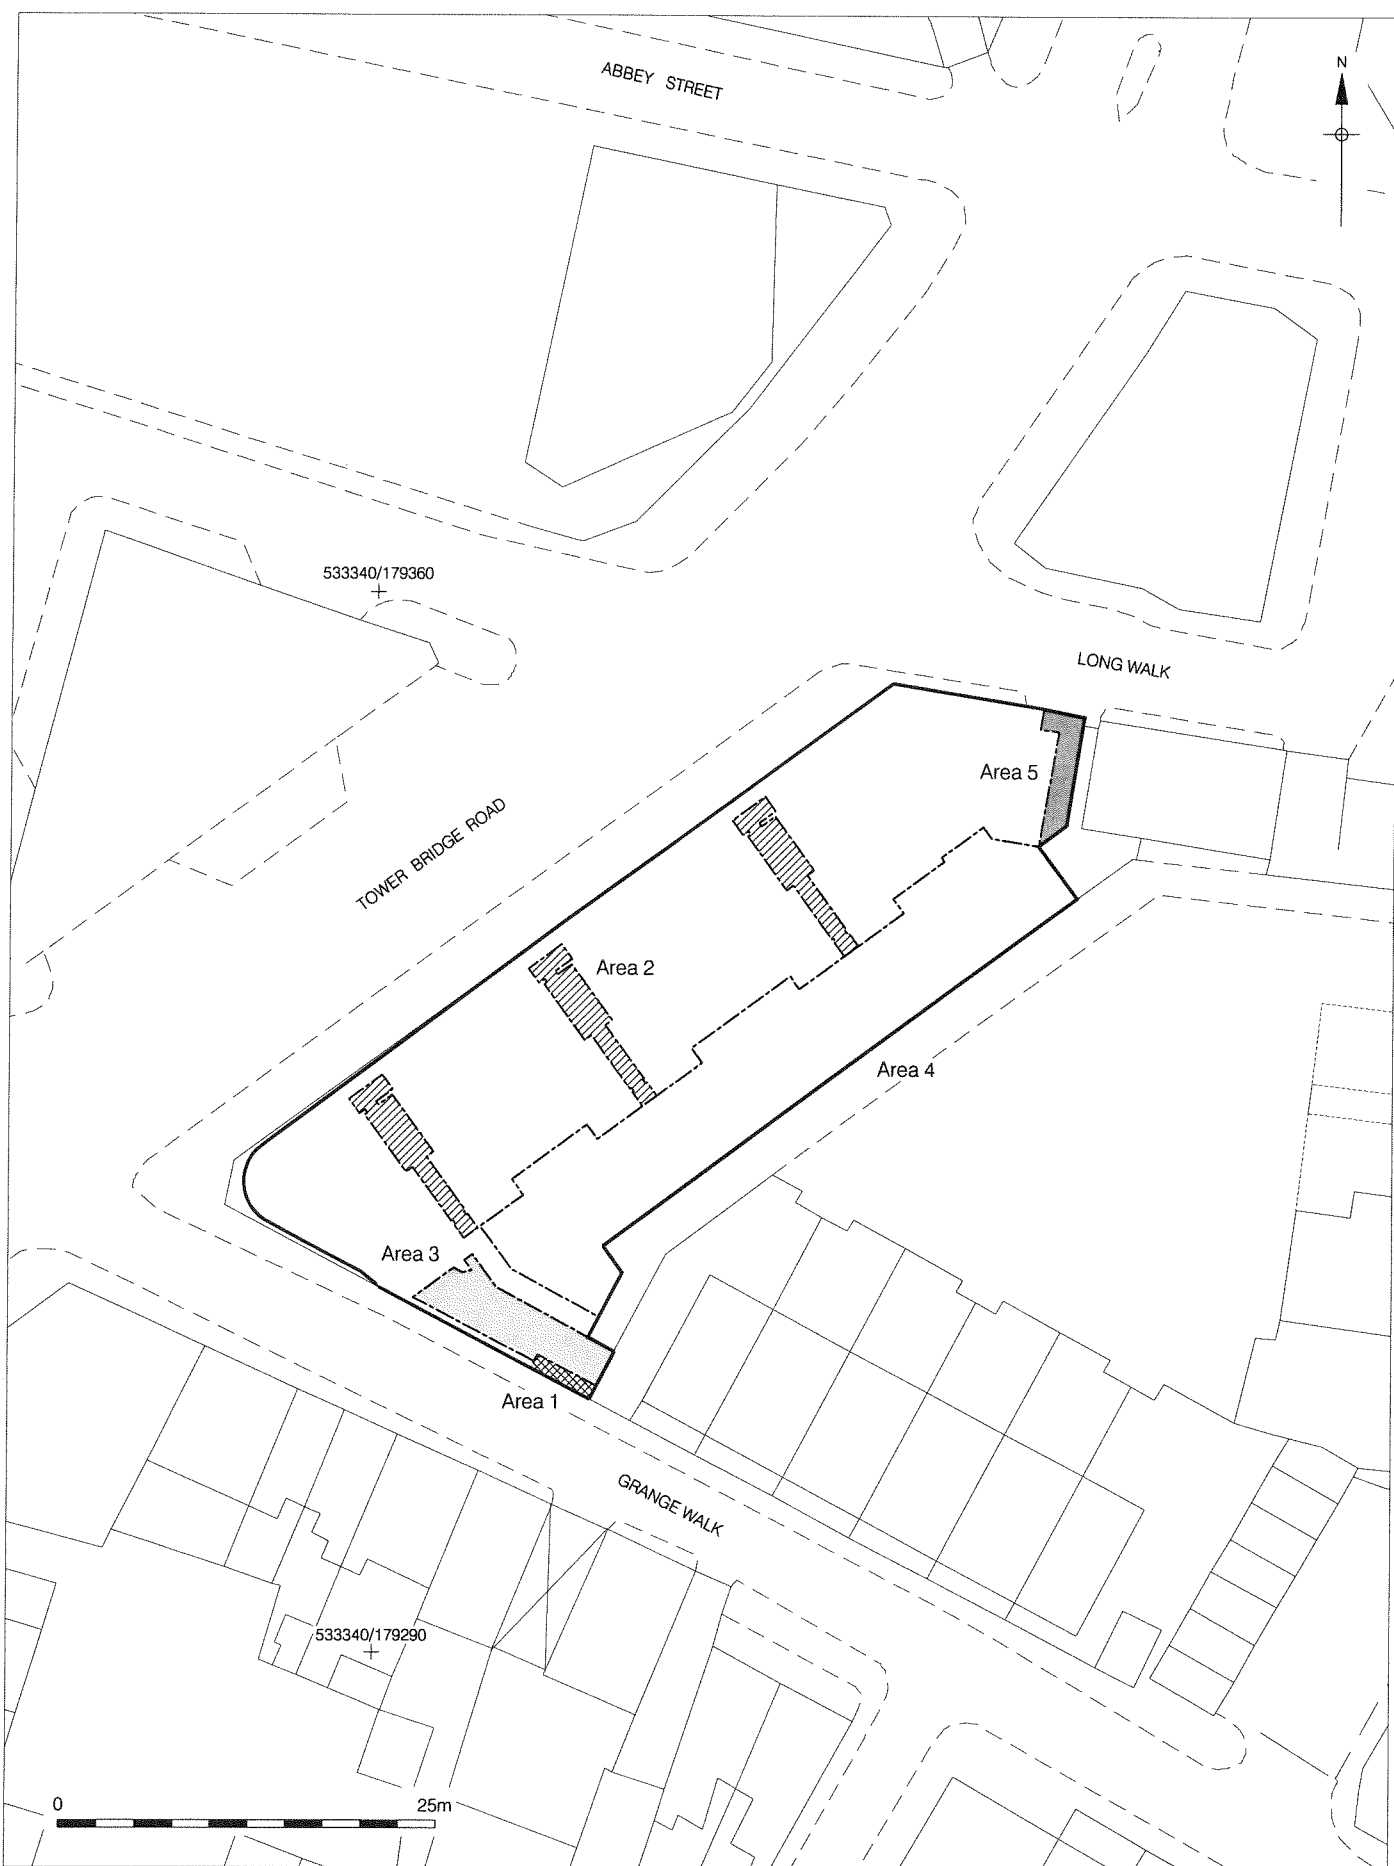 ABBEY STREET
N
533340/179360
LONG WALK
Area 5
TOWER BRIDGE ROAD
Area 2
Area 4
Area 3
Area 1
GRANGE WALK
533340/179290
0 25m